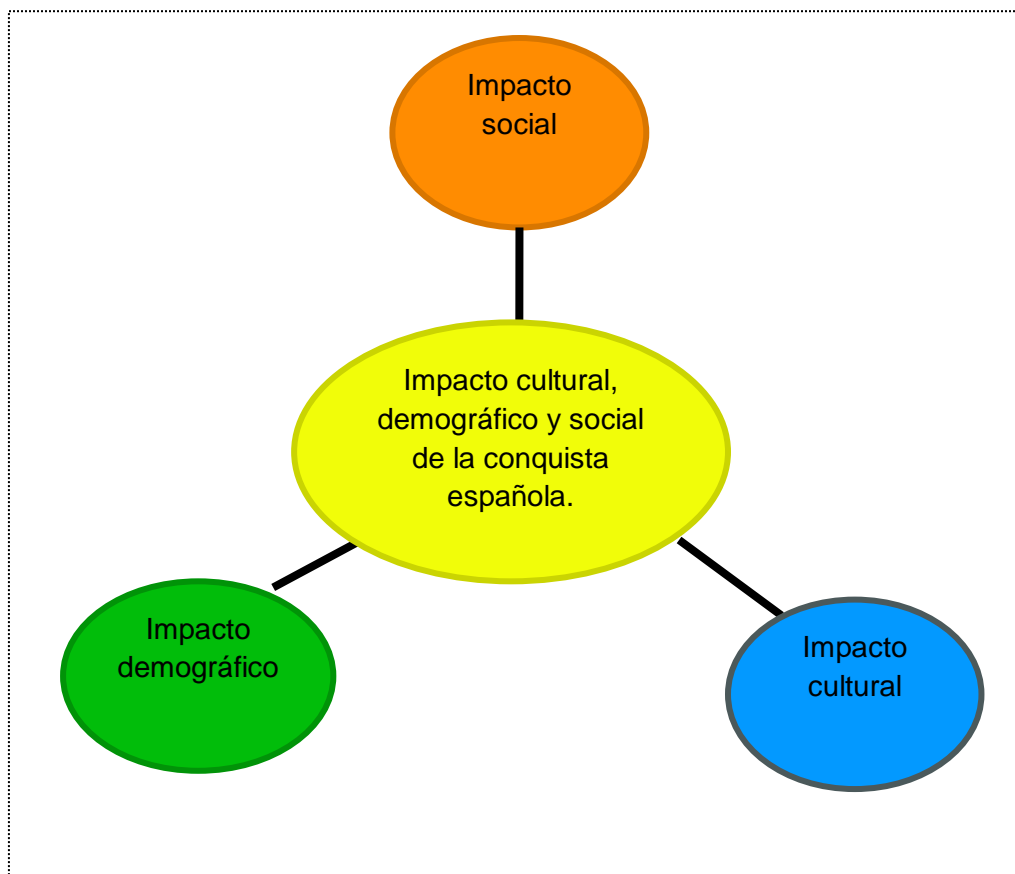 Impacto
social
Impacto cultural,
demográfico y social
de la conquista
española.
Impacto
demográfico
Impacto
cultural